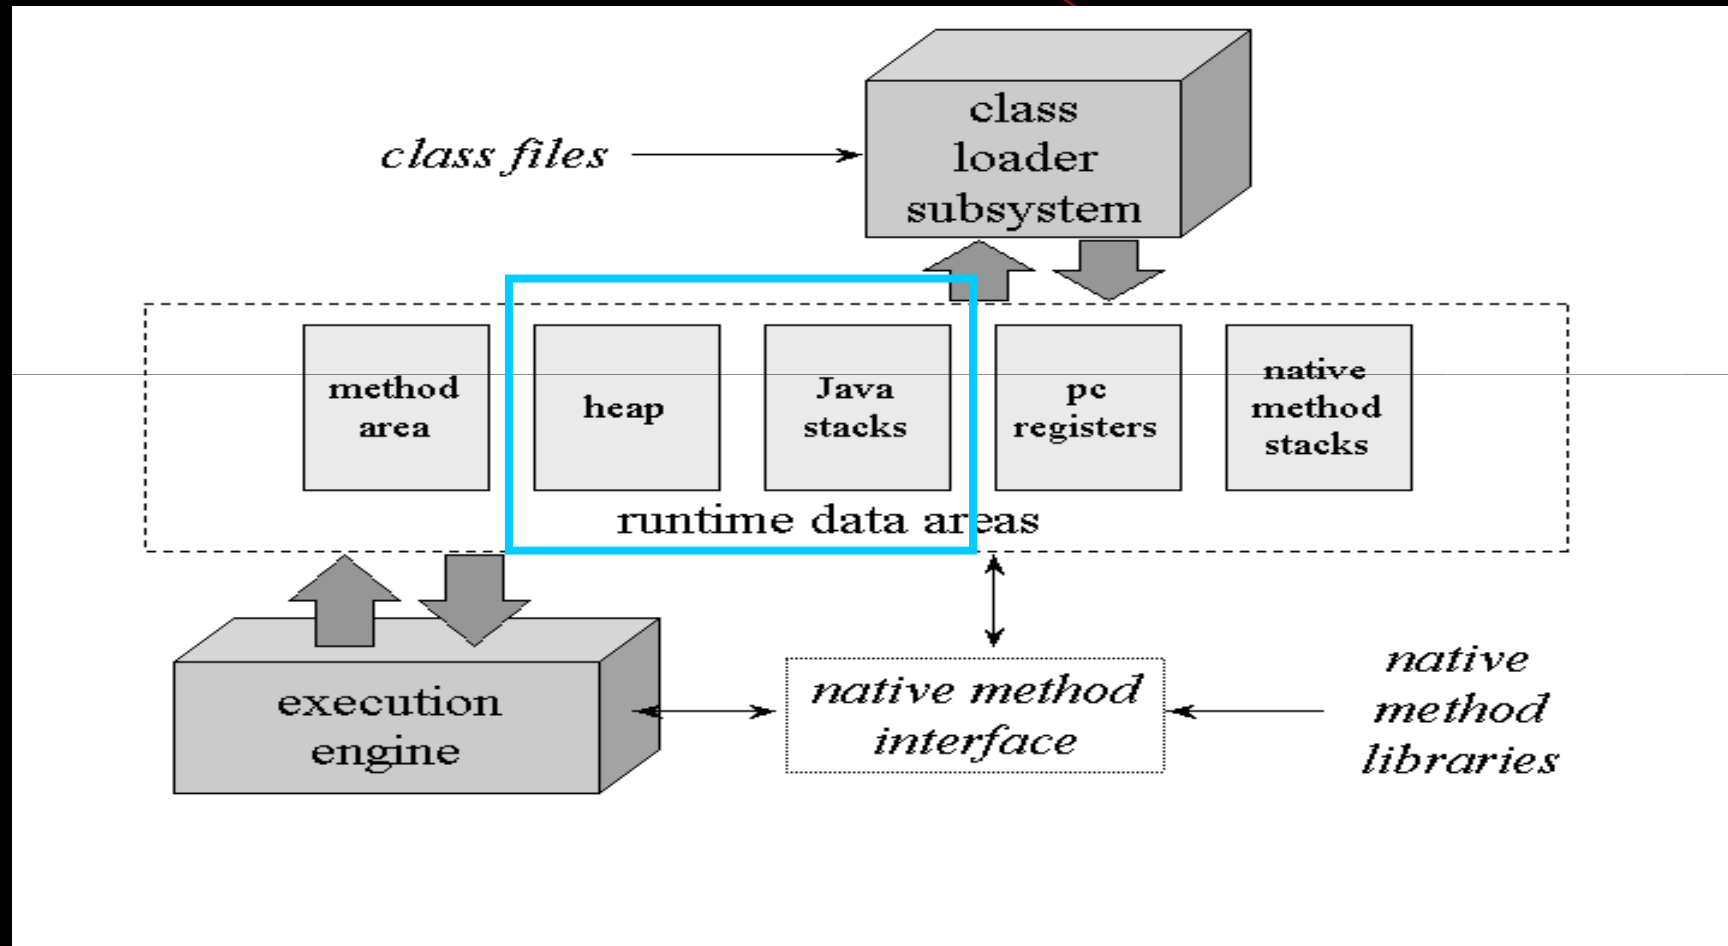 class
loader
subsystem
class files
method
area
heap
Java
stacks
pc
registers
native
method
stacks
runtime data areas
execution
engine
native method
interface
native
method
libraries